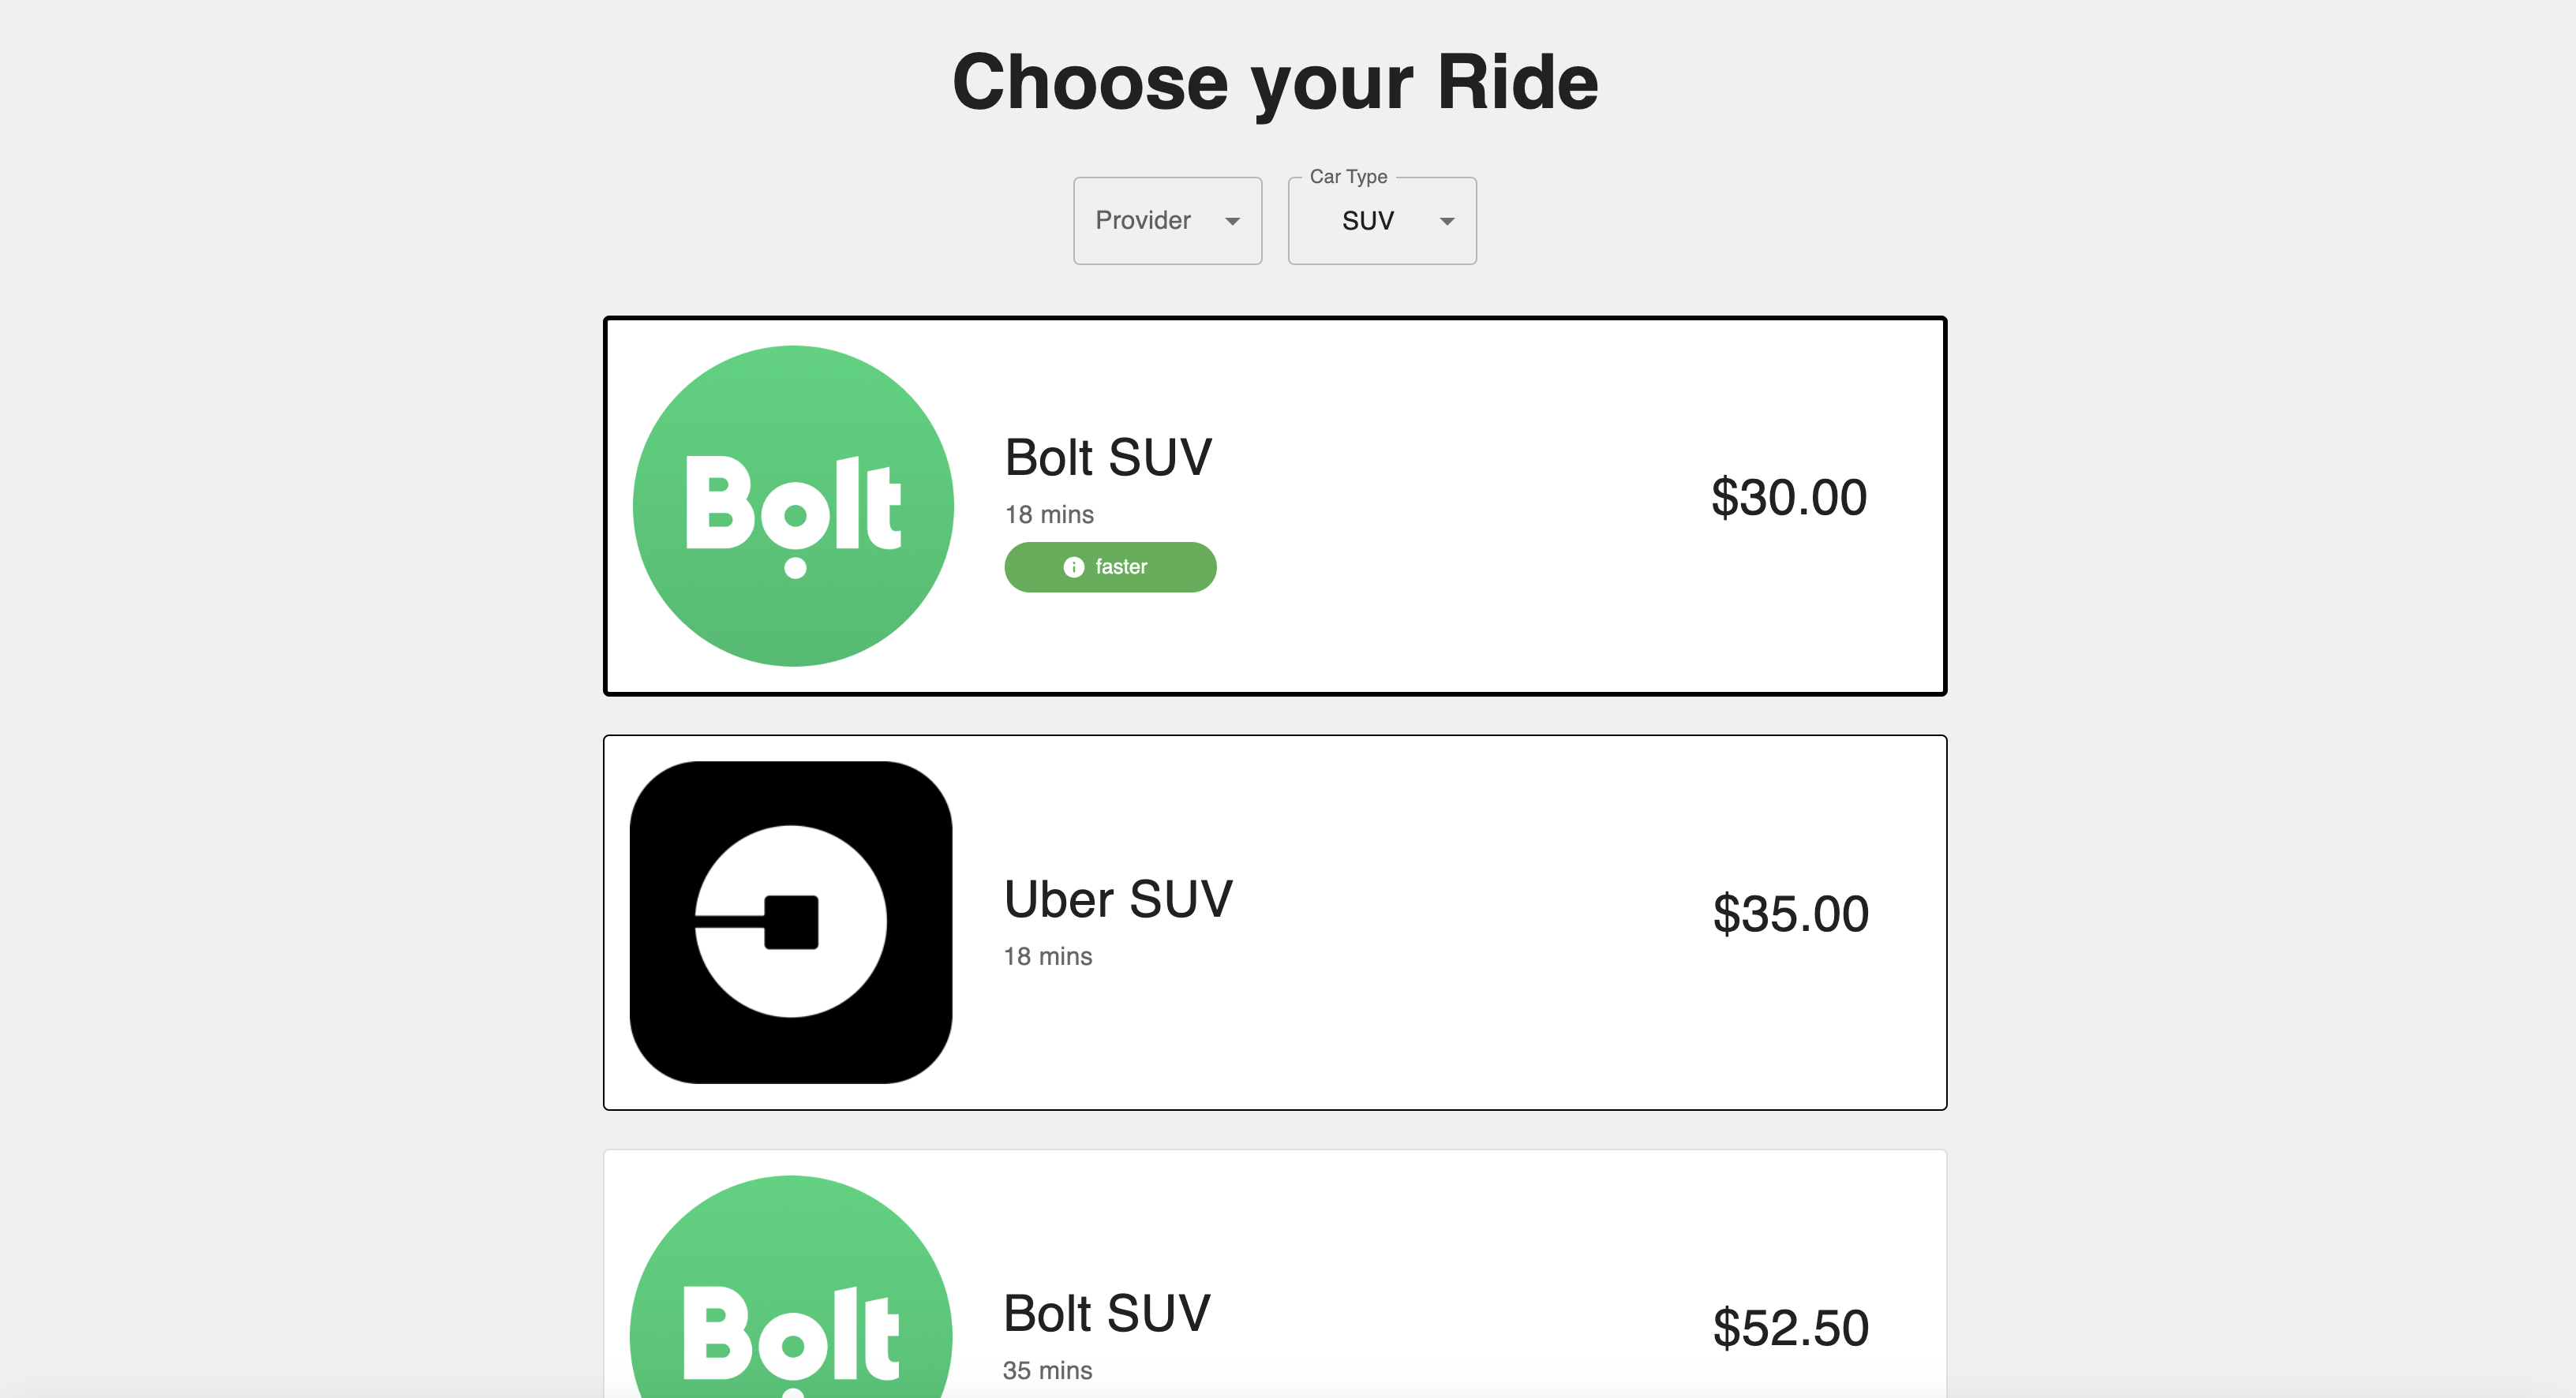 Choose your Ride
Provider
Car Type
SUV
Bolt
Bolt SUV
18 mins
faster
$30.00
Uber SUV
18 mins
$35.00
Bolt
Bolt SUV
35 mins
$52.50